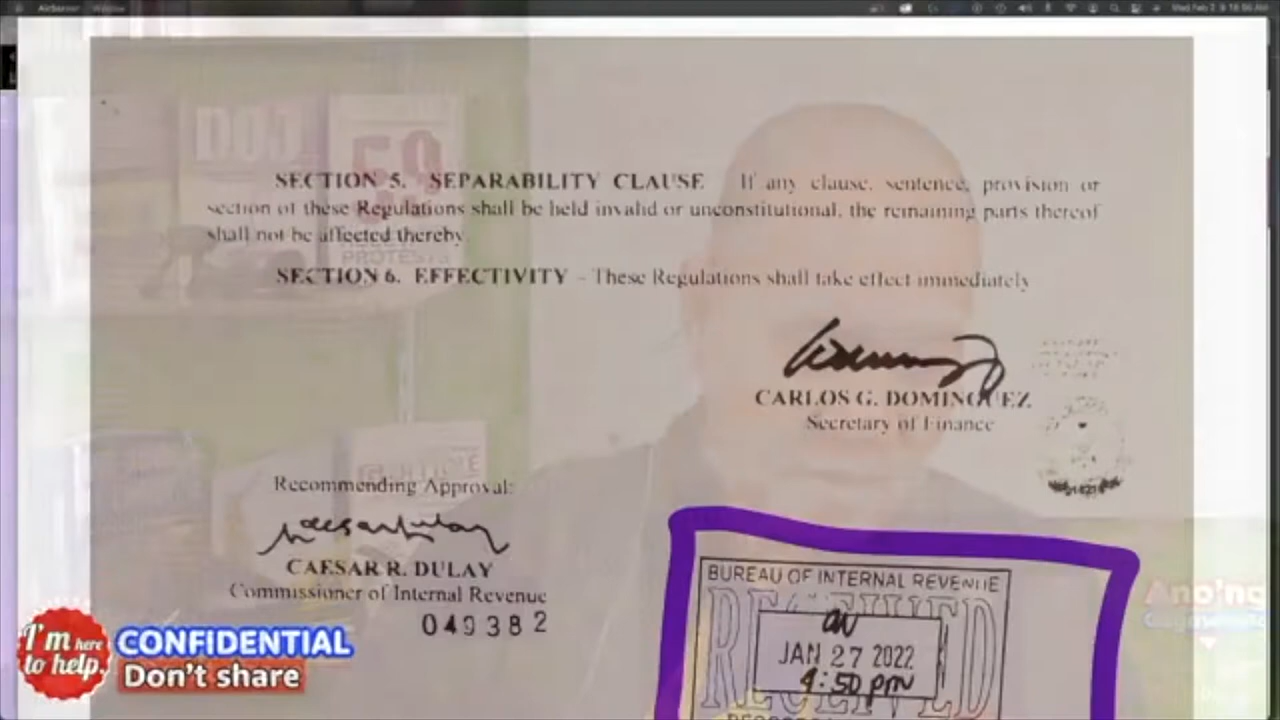 DOJ
59
PROTESTS
SECTION 5. SEPARABILITY CLAUSE If any clause, sentence, provision or
section of these Regulations shall be held invalid or unconstitutional, the remaining parts thereof
shall not be affected thereby.
SECTION 6. EFFECTIVITY – These Regulations shall take effect immediately
CARLOS G. DOMINGUEZ
Secretary of Finance
Recommending Approval:
CAESAR R. DULAY
Commissioner of Internal Revenue
049382
BUREAU OF INTERNAL REVENUE
RECEIVED
JAN 27 2022
4:50 pm
I'm here
to help.
CONFIDENTIAL
Don't share